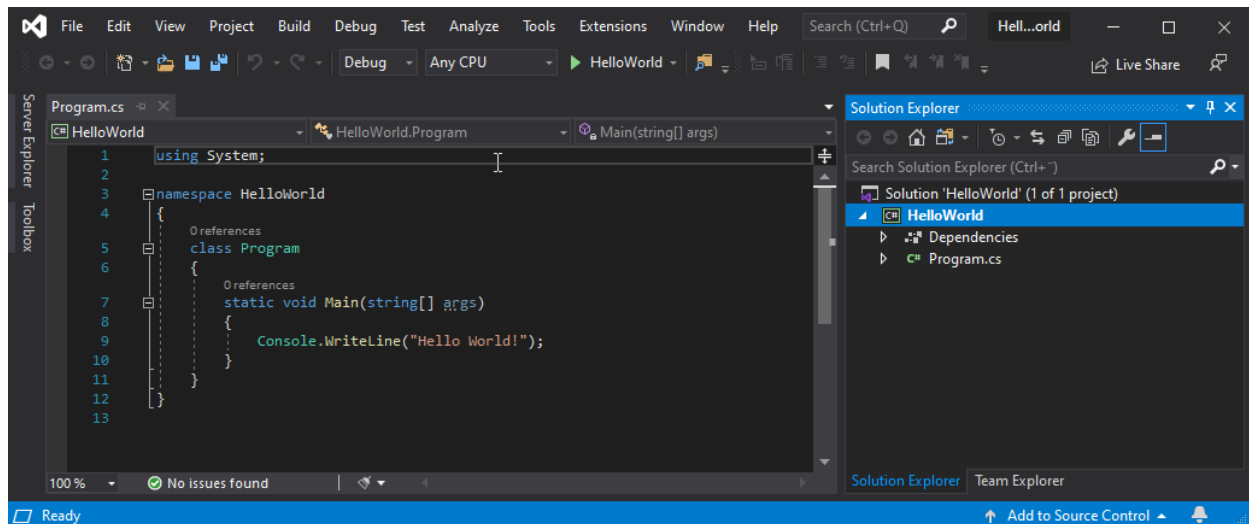 File Edit View Project Build Debug Test Analyze Tools Extensions Window Help Search (Ctrl+Q) Hell...orld
Debug Any CPU HelloWorld Live Share
Server Explorer
Toolbox
Program.cs
C# HelloWorld HelloWorld.Program Main(string[] args)
1 using System;
2
3 namespace HelloWorld
4 {
0 references
5 class Program
6 {
0 references
7 static void Main(string[] args)
8 {
9 Console.WriteLine("Hello World!");
10 }
11 }
12 }
13
100 % No issues found
Solution Explorer
Search Solution Explorer (Ctrl+¨)
Solution 'HelloWorld' (1 of 1 project)
C# HelloWorld
Dependencies
C# Program.cs
Solution Explorer Team Explorer
Ready Add to Source Control